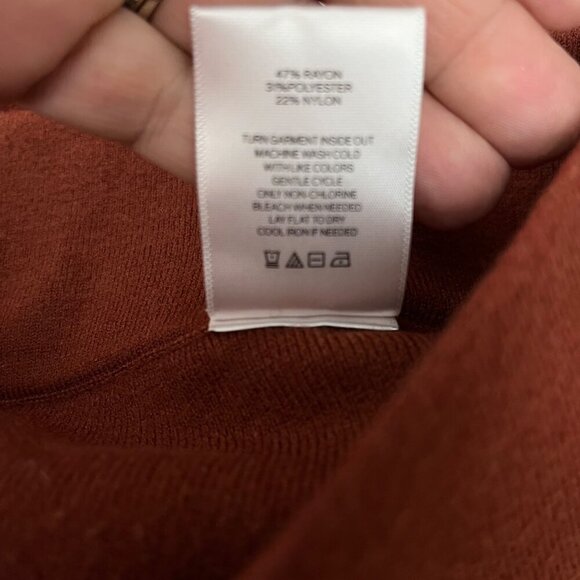 47% RAYON
31%POLYESTER
22% NYLON
TURN GARMENT INSIDE OUT
MACHINE WASH COLD
WITH LIKE COLORS
GENTLE CYCLE
ONLY NON-CHLORINE
BLEACH WHEN NEEDED
LAY FLAT TO DRY
COOL IRON IF NEEDED